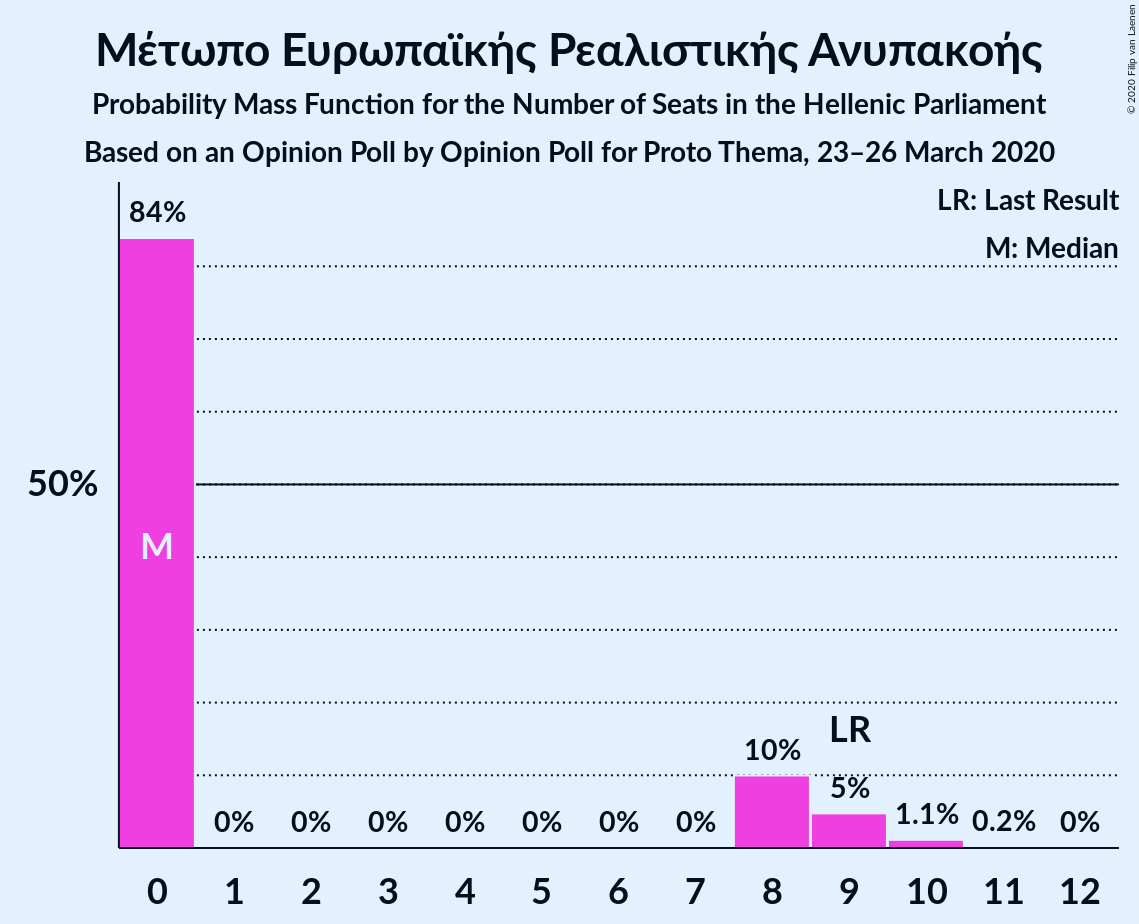 Μέτωπο Ευρωπαϊκής Ρεαλιστικής Ανυπακοής
Probability Mass Function for the Number of Seats in the Hellenic Parliament
Based on an Opinion Poll by Opinion Poll for Proto Thema, 23–26 March 2020
© 2020 Filip van Laenen
LR: Last Result
M: Median
84%
50%
M
LR
10%
5%
0% 0% 0% 0% 0% 0% 0% 1.1% 0.2% 0%
0 1 2 3 4 5 6 7 8 9 10 11 12